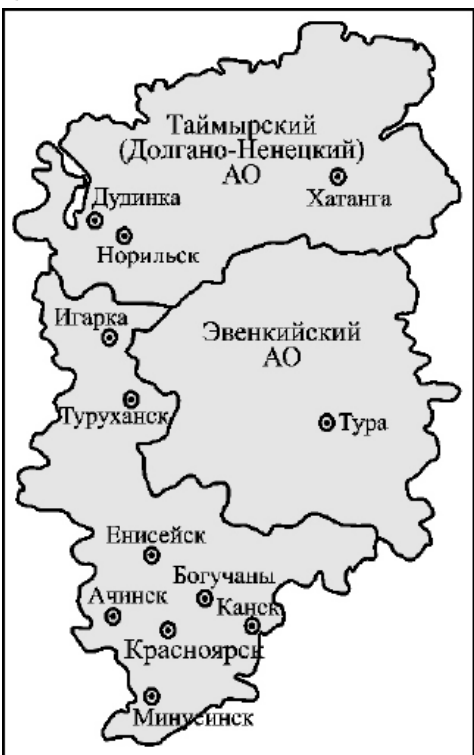 Таймырский
(Долгано-Ненецкий)
АО
Хатанга
Дудинка
Норильск
Игарка
Эвенкийский
АО
Туруханск
Тура
Енисейск
Богучаны
Ачинск
Канск
Красноярск
Минусинск